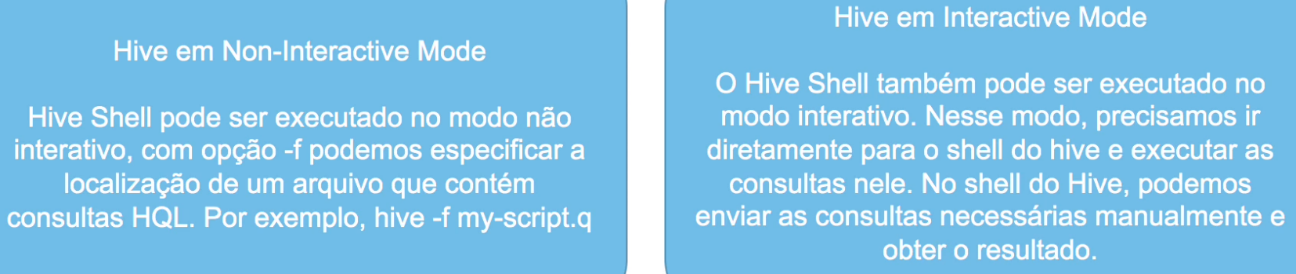 Hive em Non-Interactive Mode
Hive Shell pode ser executado no modo não
interativo, com opção -f podemos especificar a
localização de um arquivo que contém
consultas HQL. Por exemplo, hive -f my-script.q
Hive em Interactive Mode
O Hive Shell também pode ser executado no
modo interativo. Nesse modo, precisamos ir
diretamente para o shell do hive e executar as
consultas nele. No shell do Hive, podemos
enviar as consultas necessárias manualmente e
obter o resultado.